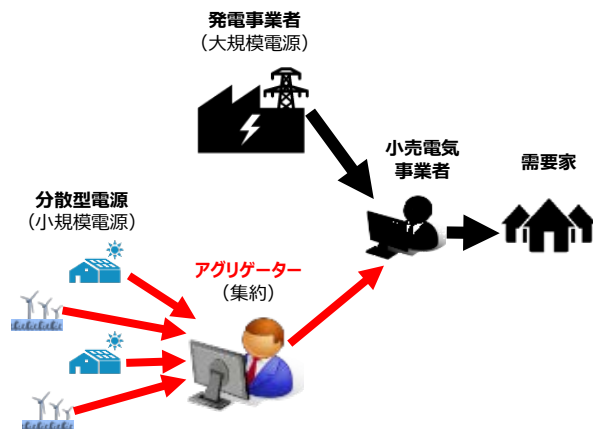 発電事業者
（大規模電源）
小売電気
事業者
需要家
分散型電源
（小規模電源）
アグリゲーター
（集約）